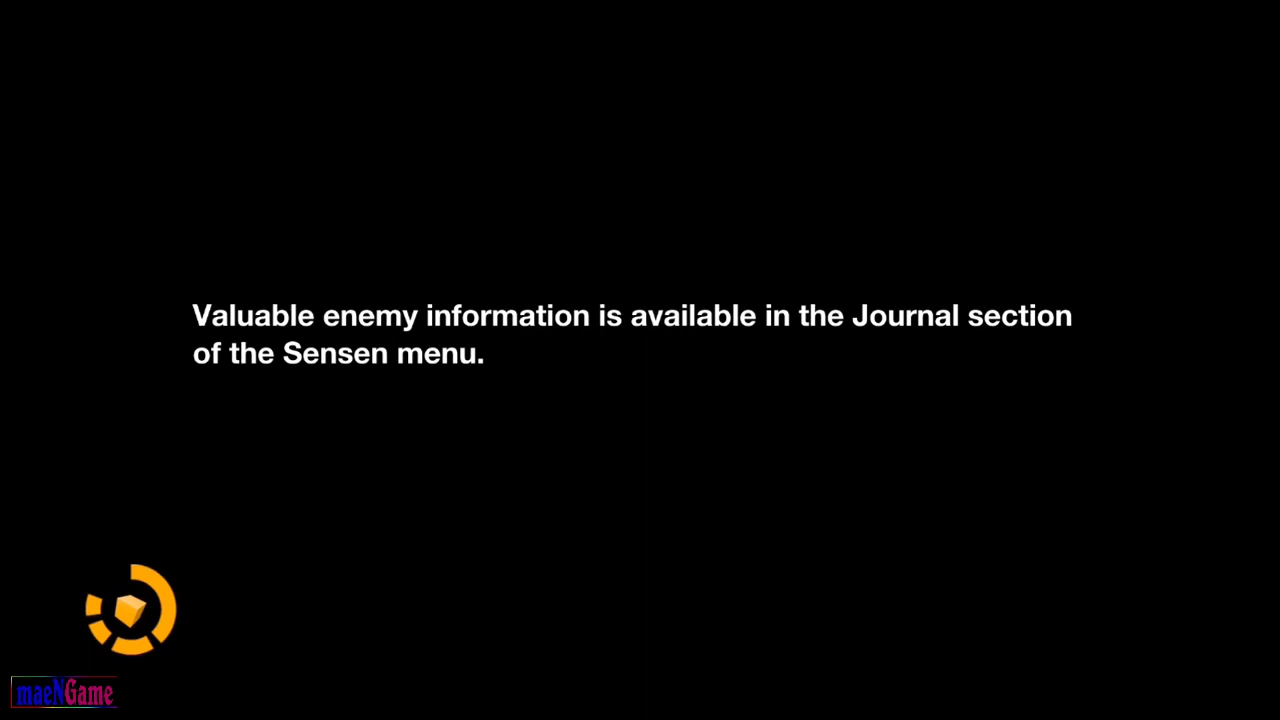 Valuable enemy information is available in the Journal section
of the Sensen menu.
maeNGame